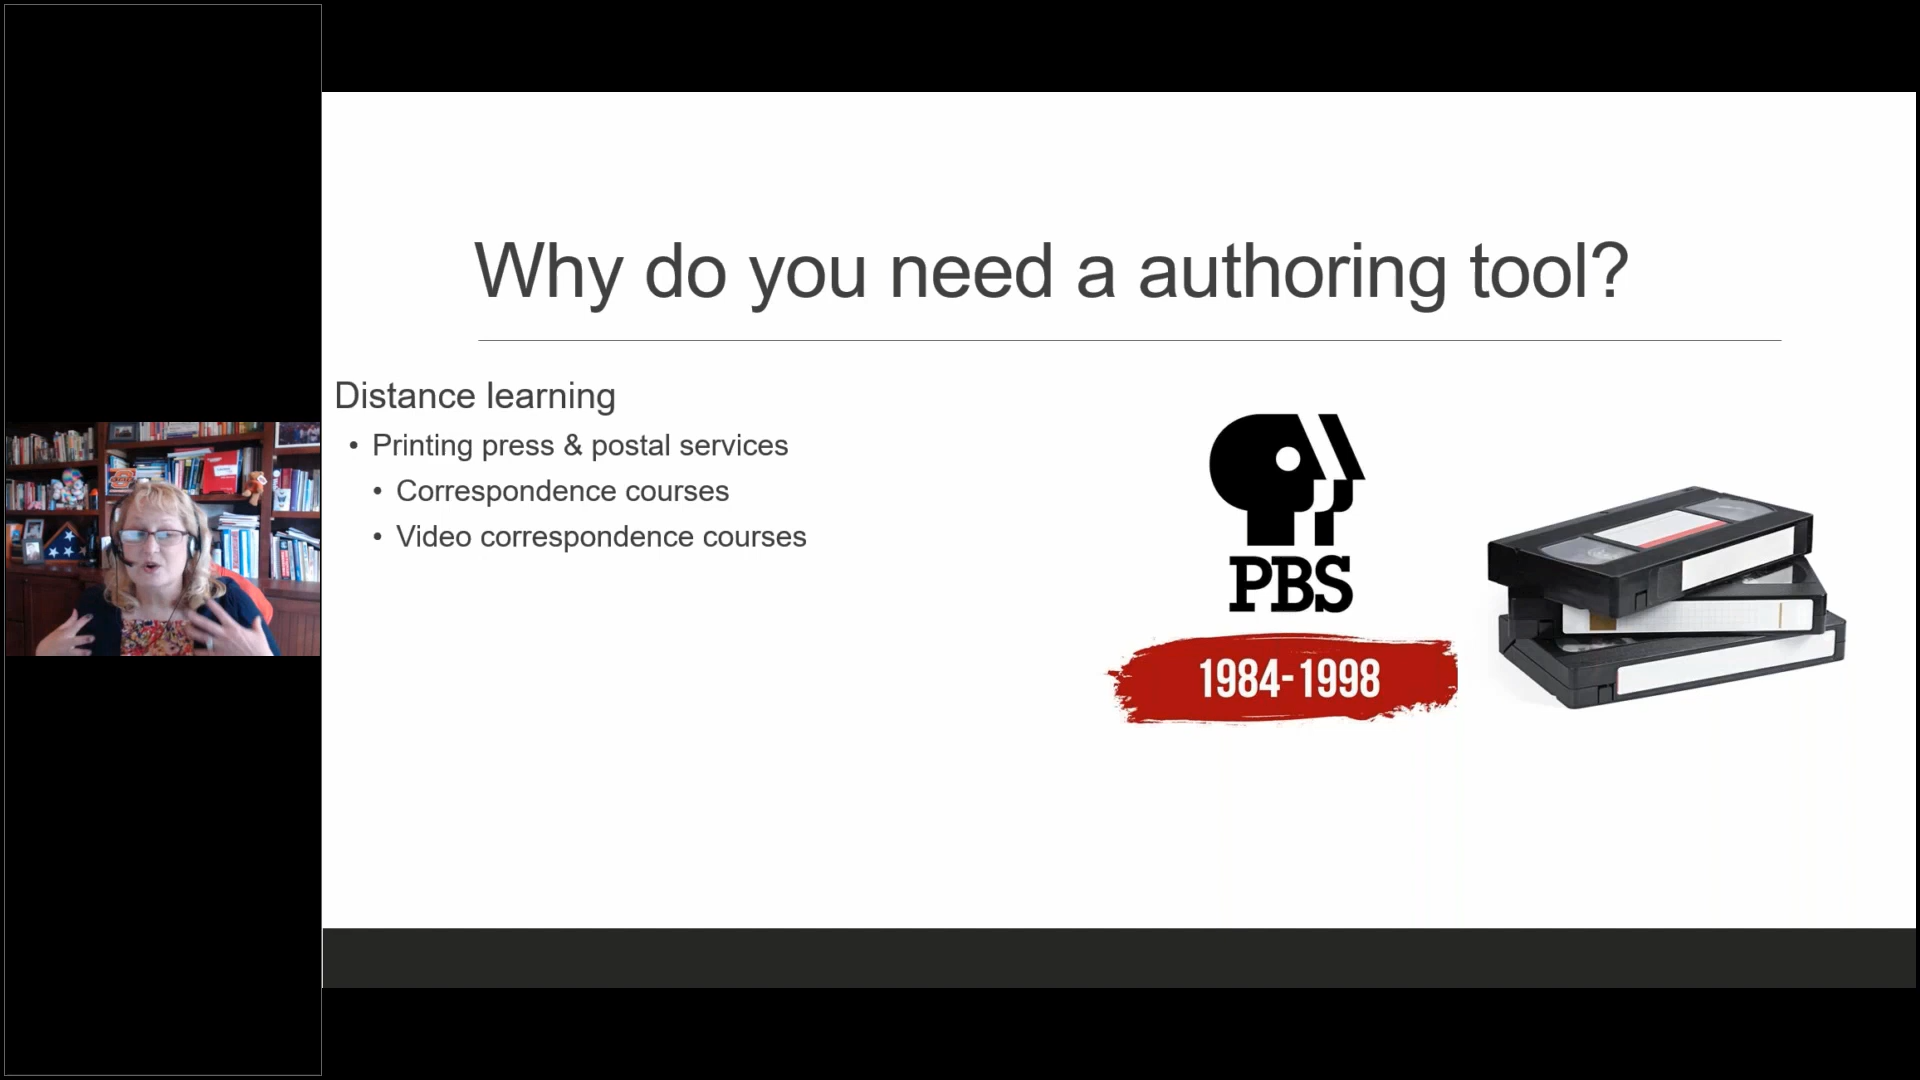 Why do you need a authoring tool?
Distance learning
• Printing press & postal services
• Correspondence courses
• Video correspondence courses
PBS
1984-1998